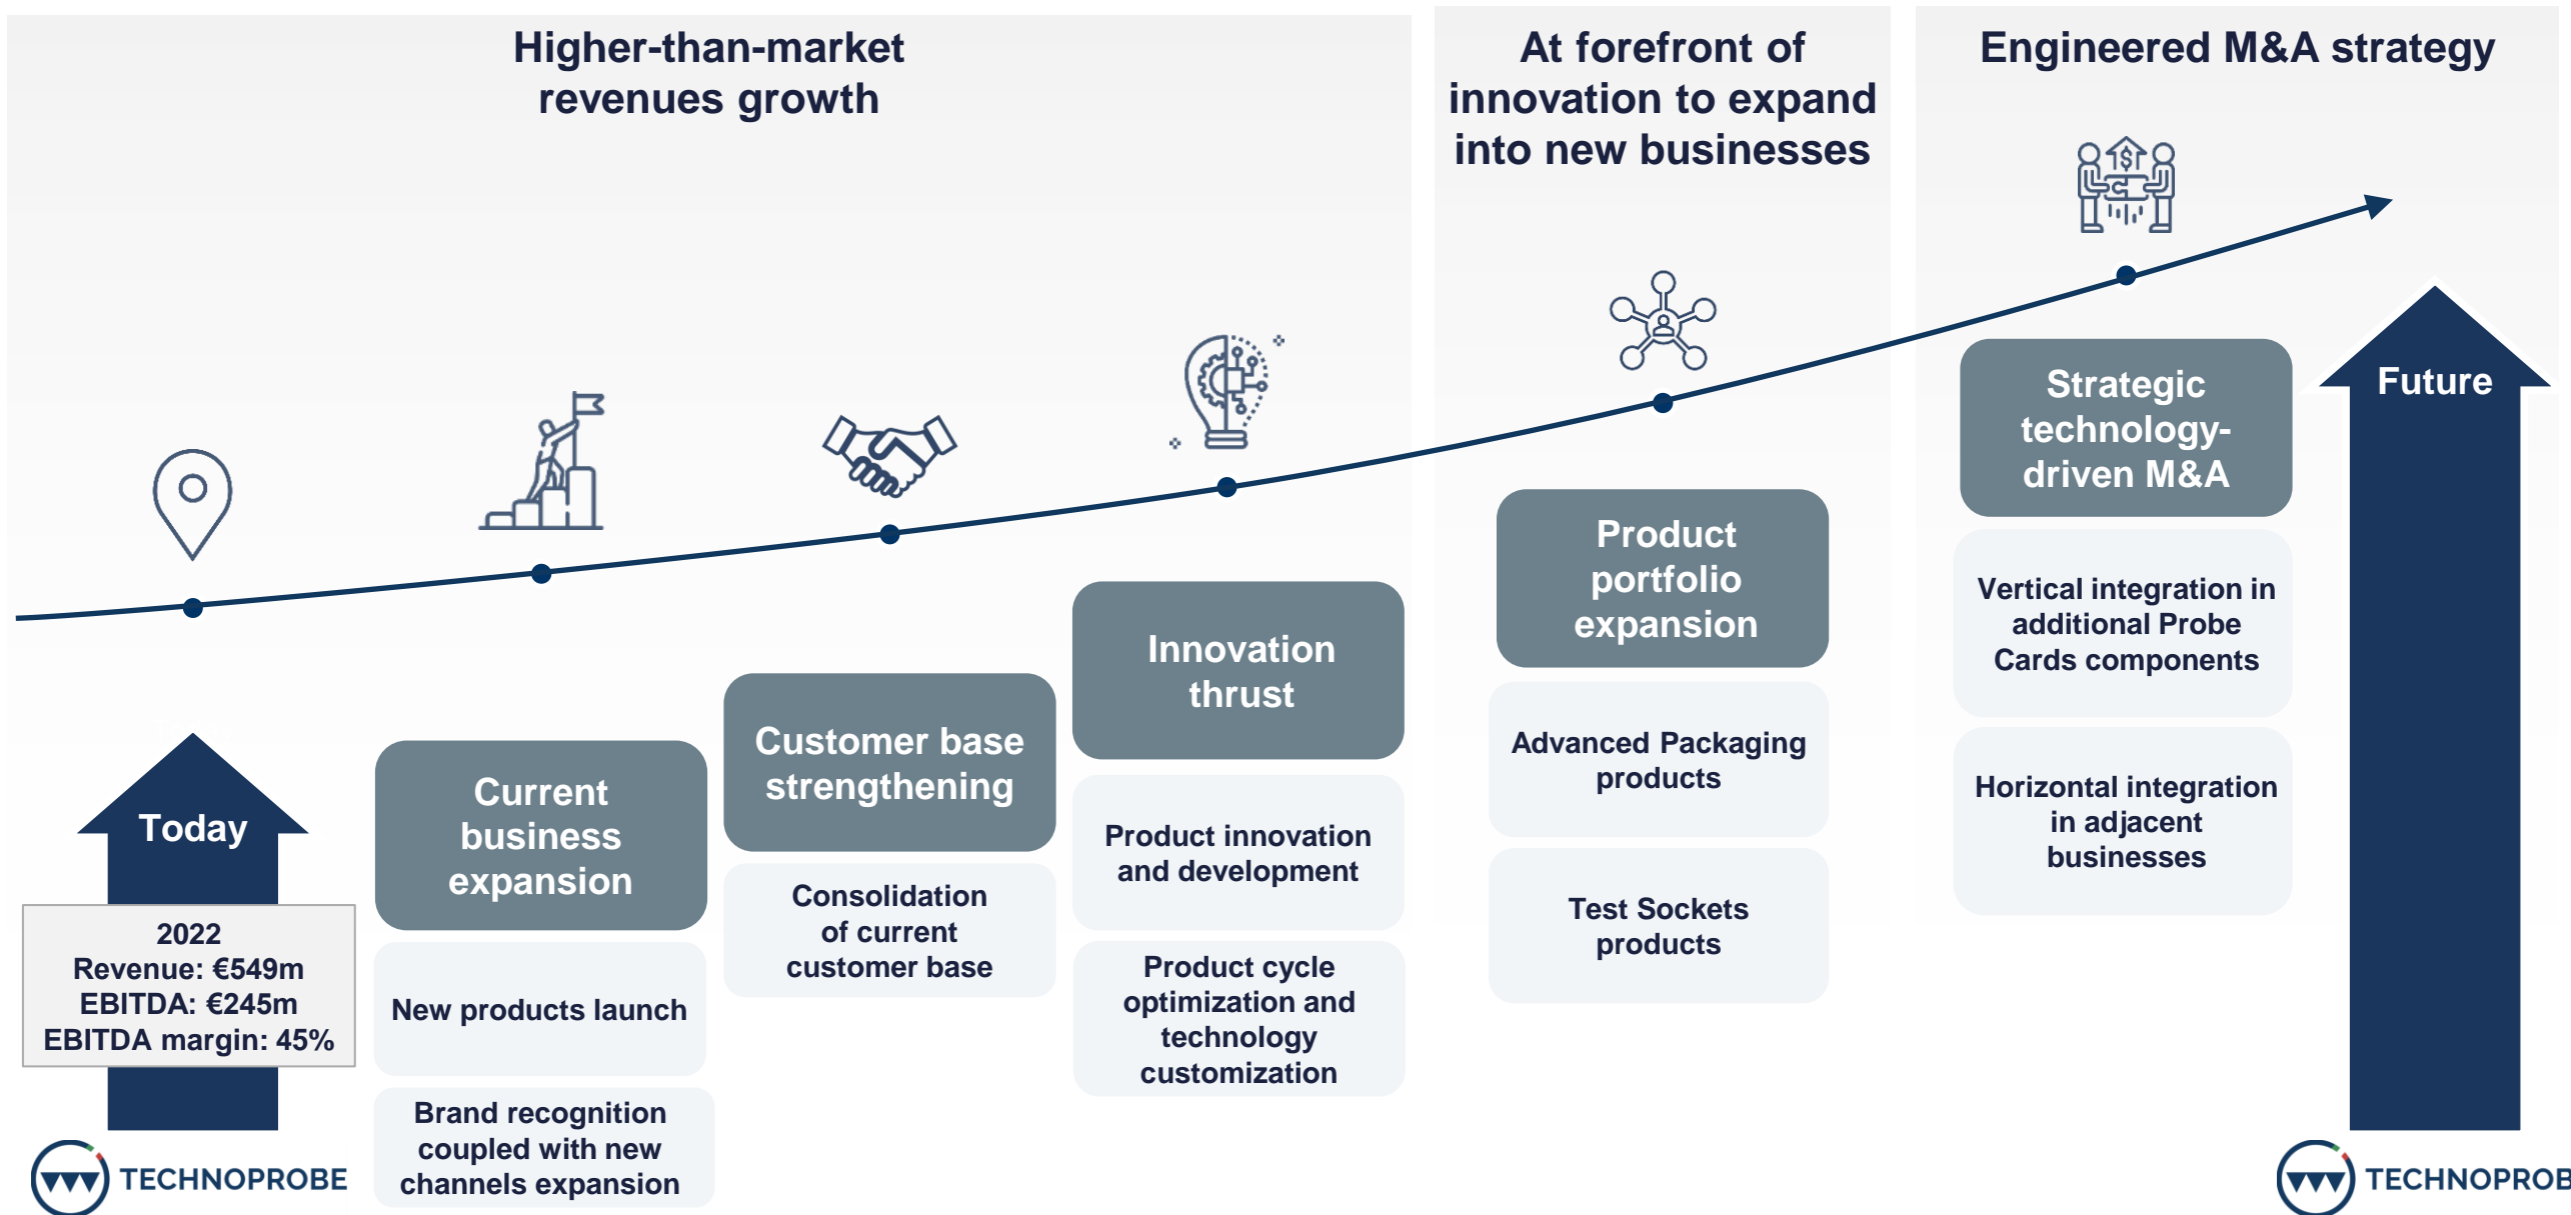 Higher-than-market
revenues growth
At forefront of
innovation to expand
into new businesses
Engineered M&A strategy
$
Today
2022
Revenue: €549m
EBITDA: €245m
EBITDA margin: 45%
TECHNOPROBE
Current
business
expansion
New products launch
Brand recognition
coupled with new
channels expansion
Customer base
strengthening
Consolidation
of current
customer base
Innovation
thrust
Product innovation
and development
Product cycle
optimization and
technology
customization
Product
portfolio
expansion
Advanced Packaging
products
Test Sockets
products
Strategic
technology-
driven M&A
Vertical integration in
additional Probe
Cards components
Horizontal integration
in adjacent
businesses
Future
TECHNOPROB